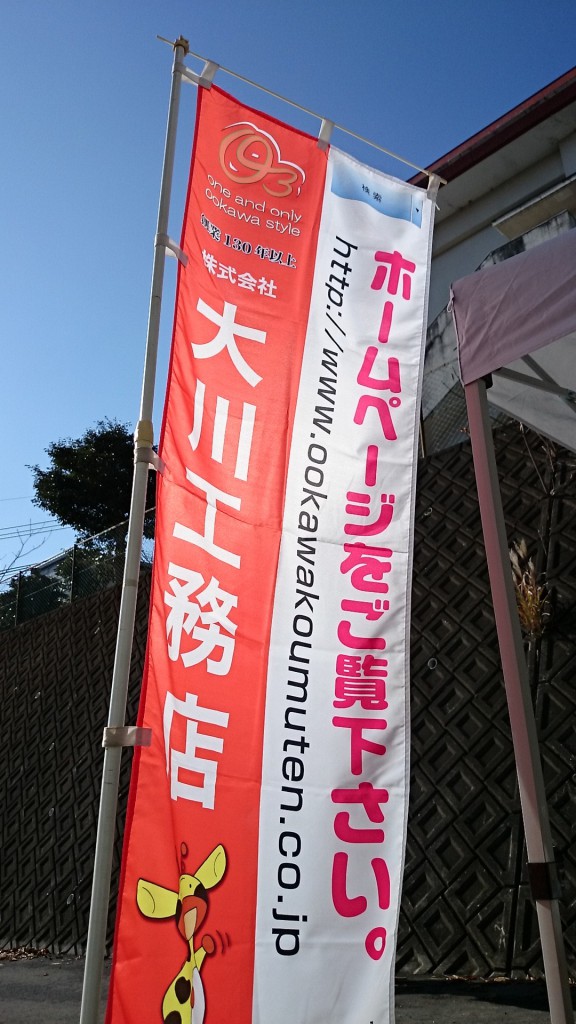 93
one and only
ookawa style
創業130年以上
株式会社
大川工務店
検索
ホームページをご覧下さい。
http://www.ookawakoumuten.co.jp